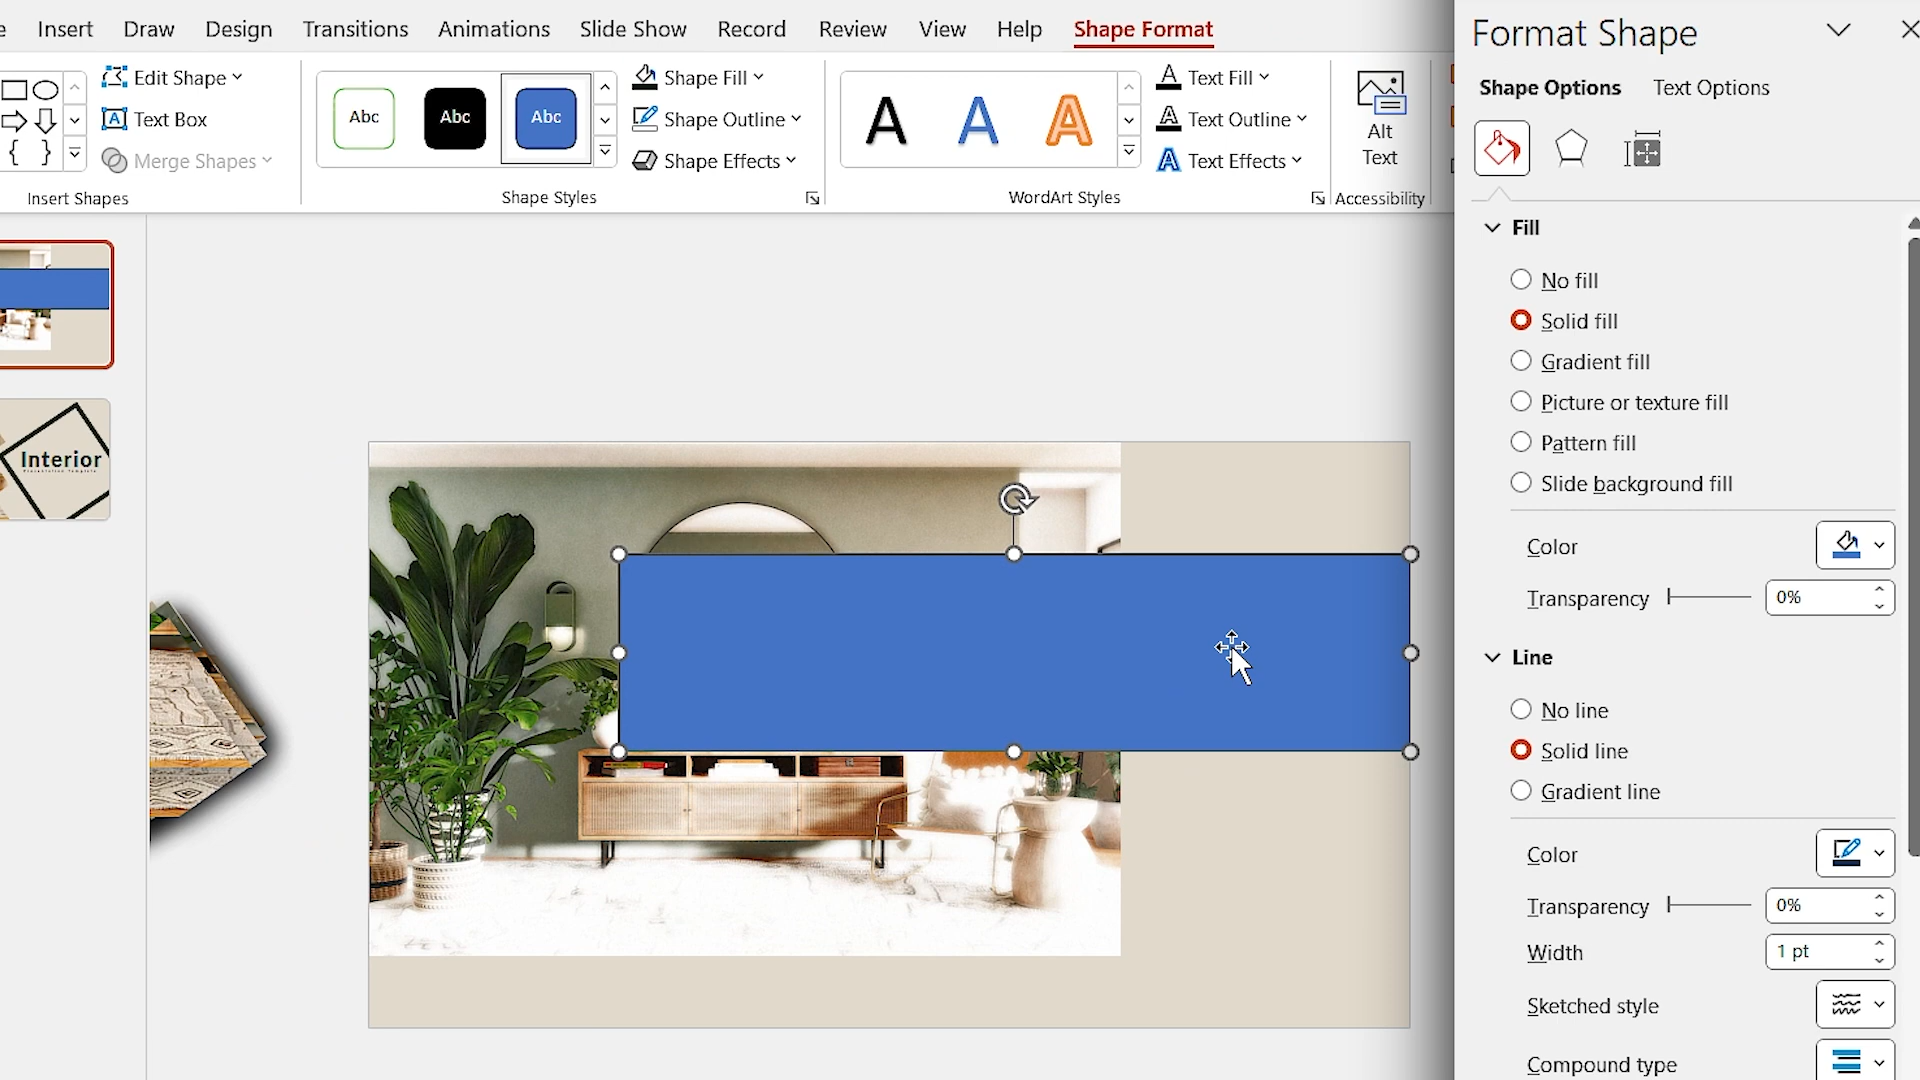 Insert Draw Design Transitions Animations Slide Show Record Review View Help Shape Format
Edit Shape
Text Box
Merge Shapes
Insert Shapes
Abc Abc Abc
Shape Fill
Shape Outline
Shape Effects
Shape Styles
A A A
Text Fill
Text Outline
Text Effects
WordArt Styles
Alt
Text
Accessibility
Interior
Format Shape
Shape Options Text Options
Fill
No fill
Solid fill
Gradient fill
Picture or texture fill
Pattern fill
Slide background fill
Color
Transparency 0%
Line
No line
Solid line
Gradient line
Color
Transparency 0%
Width 1 pt
Sketched style
Compound type